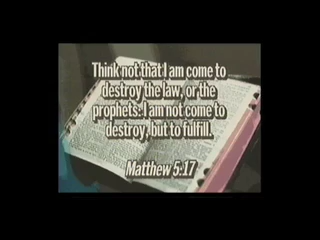 Think not that I am come to
destroy the law, or the
prophets: I am not come to
destroy, but to fulfill.
Matthew 5:17